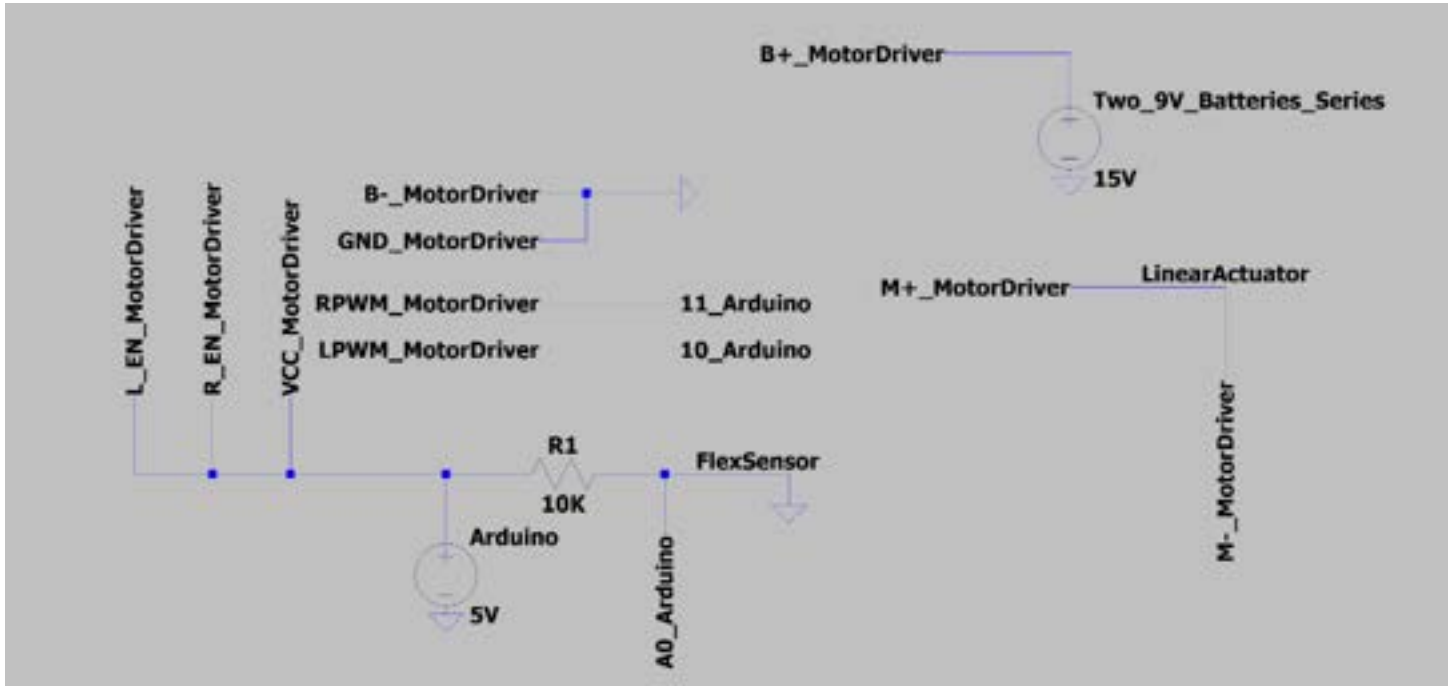 B+_MotorDriver
Two_9V_Batteries_Series
15V
L_EN_MotorDriver
R_EN_MotorDriver
VCC_MotorDriver
B-_MotorDriver
GND_MotorDriver
RPWM_MotorDriver
11_Arduino
LPWM_MotorDriver
10_Arduino
M+_MotorDriver
LinearActuator
M-_MotorDriver
R1
10K
FlexSensor
Arduino
5V
A0_Arduino